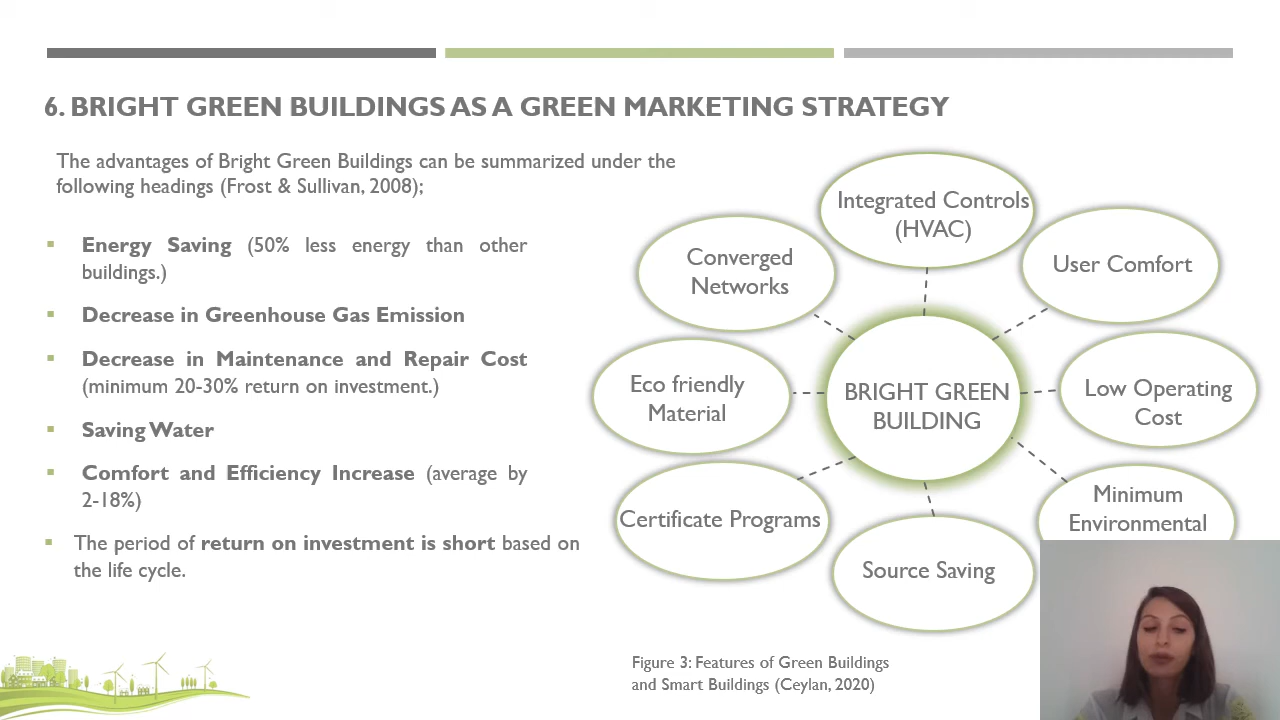 6. BRIGHT GREEN BUILDINGS AS A GREEN MARKETING STRATEGY
The advantages of Bright Green Buildings can be summarized under the
following headings (Frost & Sullivan, 2008);
Energy Saving (50% less energy than other
buildings.)
Decrease in Greenhouse Gas Emission
Decrease in Maintenance and Repair Cost
(minimum 20-30% return on investment.)
Saving Water
Comfort and Efficiency Increase (average by
2-18%)
The period of return on investment is short based on
the life cycle.
Integrated Controls
(HVAC)
Converged
Networks
User Comfort
Eco friendly
Material
BRIGHT GREEN
BUILDING
Low Operating
Cost
Certificate Programs
Minimum
Environmental
Source Saving
Figure 3: Features of Green Buildings
and Smart Buildings (Ceylan, 2020)